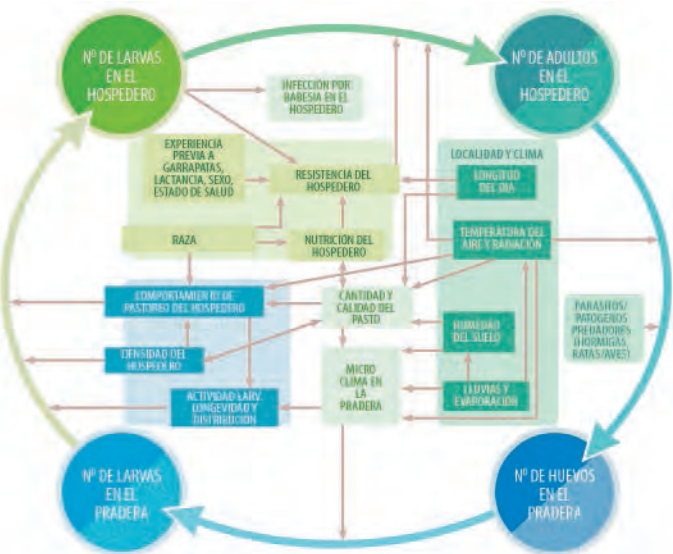 Nº DE LARVAS
EN EL
HOSPEDERO
Nº DE ADULTOS
EN EL
HOSPEDERO
INFECCIÓN POR
BABESIA EN EL
HOSPEDERO
EXPERIENCIA
PREVIA A
GARRAPATAS,
LACTANCIA, SEXO,
ESTADO DE SALUD
RESISTENCIA DEL
HOSPEDERO
LOCALIDAD Y CLIMA
LONGITUD
DEL DIA
RAZA
NUTRICIÓN DEL
HOSPEDERO
TEMPERATURA DEL
AIRE Y RADIACIÓN
COMPORTAMIENTO DE
PASTOREO DEL HOSPEDERO
CANTIDAD Y
CALIDAD DEL
PASTO
HUMEDAD
DEL SUELO
PARASITOS/
PATOGENOS
PREDADORES
(HORMIGAS,
RATAS/AVES)
DENSIDAD DEL
HOSPEDERO
MICRO
CLIMA EN
LA
PRADERA
LLUVIAS Y
EVAPORACIÓN
ACTIVIDAD LARV.
LONGEVIDAD Y
DISTRIBUCIÓN
Nº DE LARVAS
EN EL
PRADERA
Nº DE HUEVOS
EN EL
PRADERA